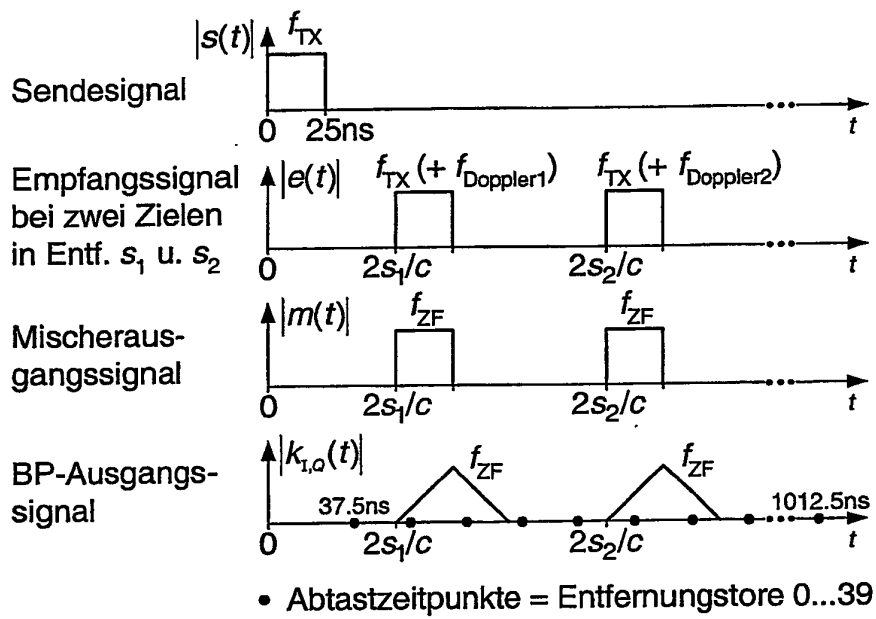 |s(t)| f_TX
Sendesignal
0 25ns t
Empfangssignal
bei zwei Zielen
in Entf. s₁ u. s₂
|e(t)| f_TX (+ f_Doppler1) f_TX (+ f_Doppler2)
0 2s₁/c 2s₂/c t
Mischeraus-
gangssignal
|m(t)| f_ZF f_ZF
0 2s₁/c 2s₂/c t
BP-Ausgangs-
signal
|k_I,Q(t)| f_ZF f_ZF
37.5ns 1012.5ns
0 2s₁/c 2s₂/c t
• Abtastzeitpunkte = Entfernungstore 0...39